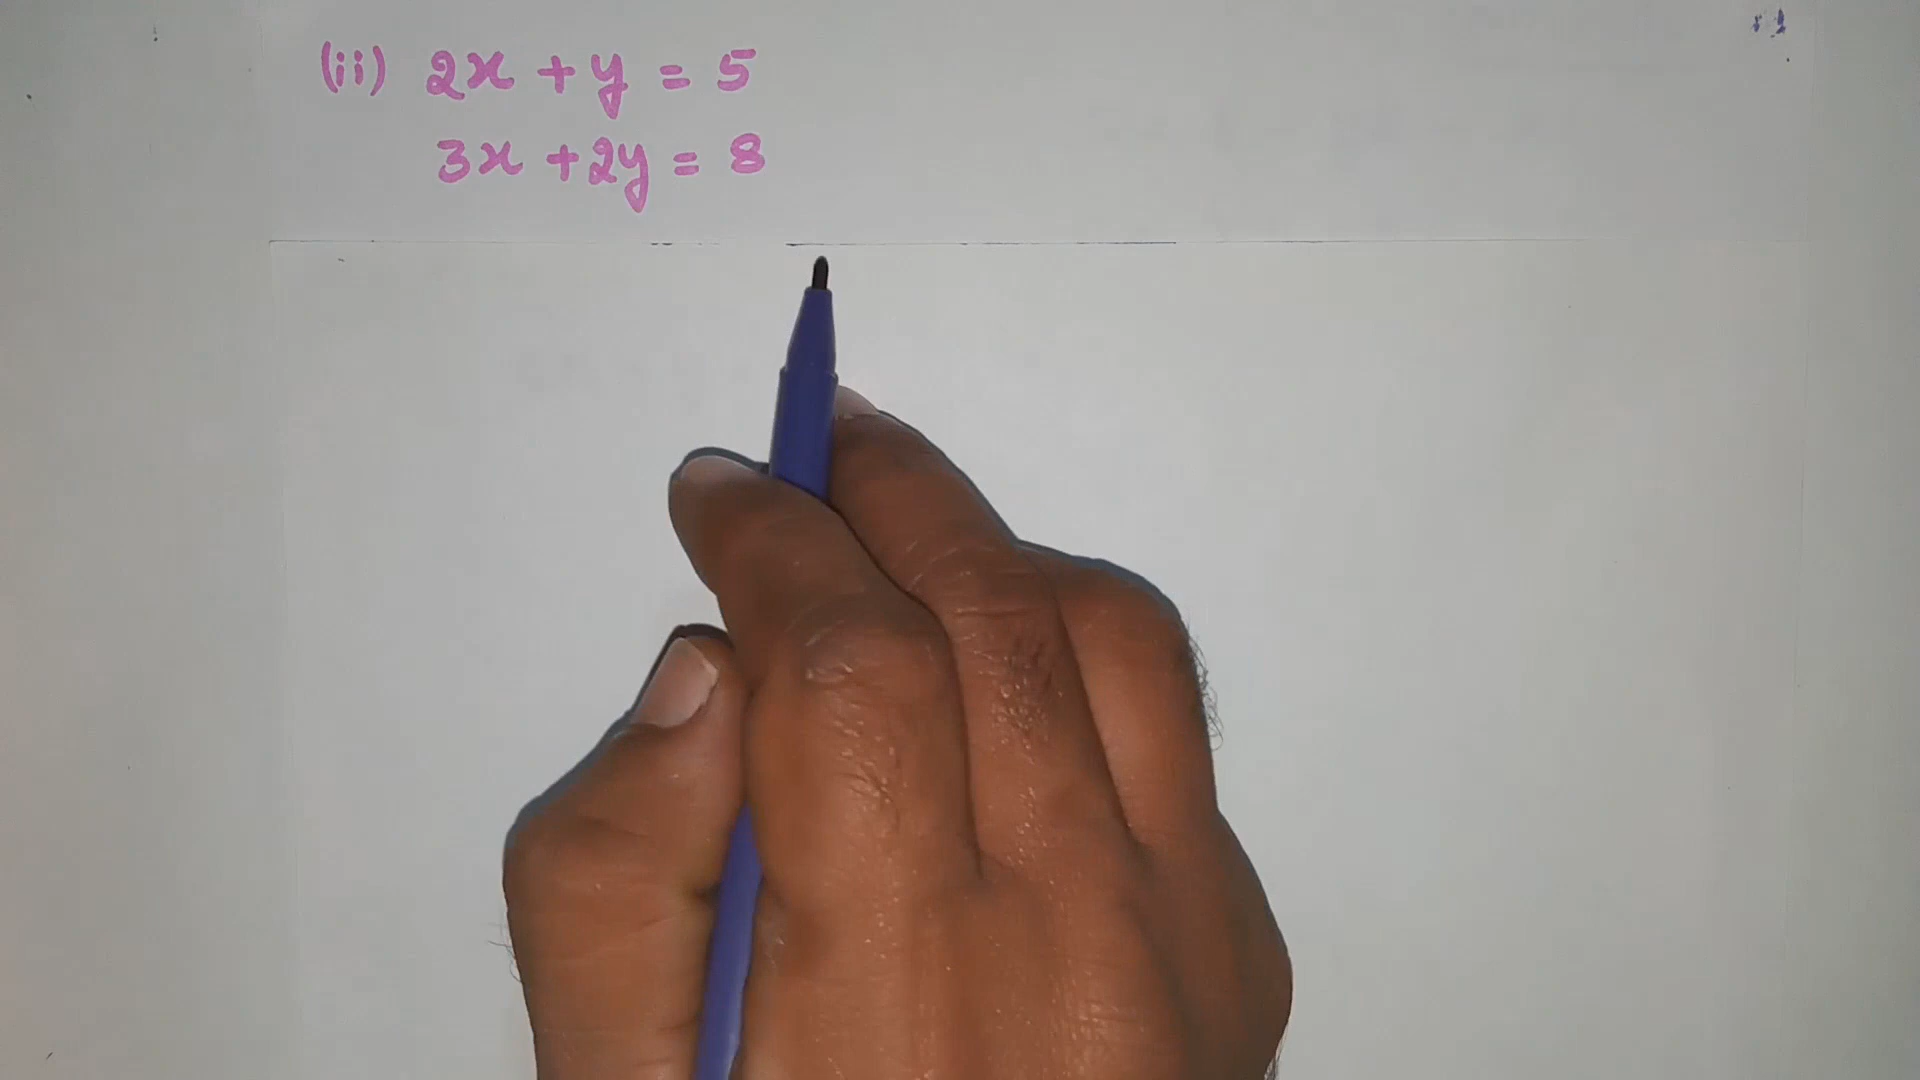 (ii) 2x + y = 5
3x + 2y = 8